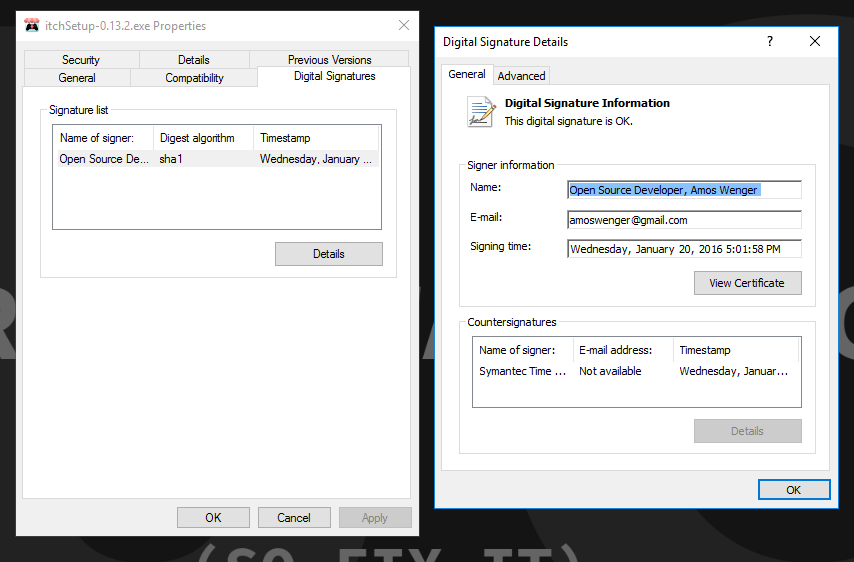 itchSetup-0.13.2.exe Properties
Security Details Previous Versions
General Compatibility Digital Signatures
Signature list
Name of signer: Digest algorithm Timestamp
Open Source De... sha1 Wednesday, January ...
Details
OK Cancel Apply
Digital Signature Details ?
General Advanced
Digital Signature Information
This digital signature is OK.
Signer information
Name: Open Source Developer, Amos Wenger
E-mail: amoswenger@gmail.com
Signing time: Wednesday, January 20, 2016 5:01:58 PM
View Certificate
Countersignatures
Name of signer: E-mail address: Timestamp
Symantec Time ... Not available Wednesday, Januar...
Details
OK